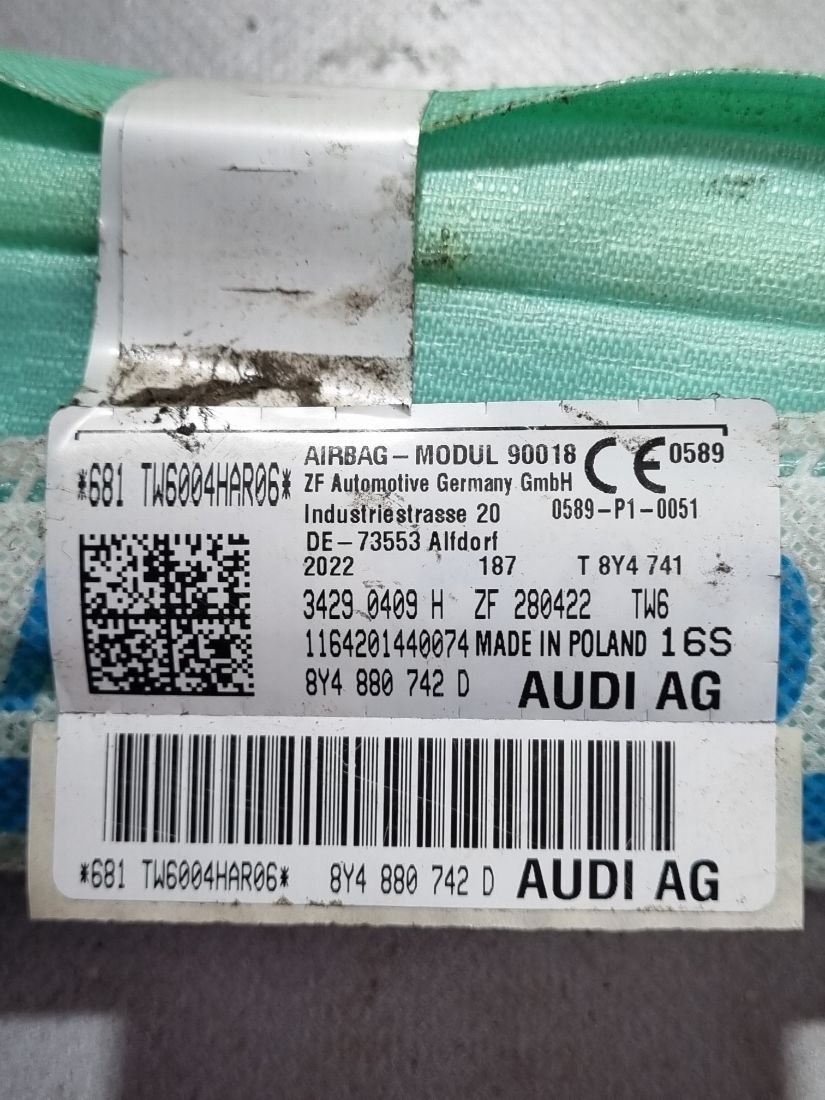 *681 TW6004HAR06*
AIRBAG-MODUL 90018 CE 0589
ZF Automotive Germany GmbH
Industriestrasse 20 0589-P1-0051
DE-73553 Alfdorf
2022 187 T 8Y4 741
3429 0409 H ZF 280422 TW6
1164201440074 MADE IN POLAND 16S
8Y4 880 742 D AUDI AG
*681 TW6004HAR06* 8Y4 880 742 D AUDI AG